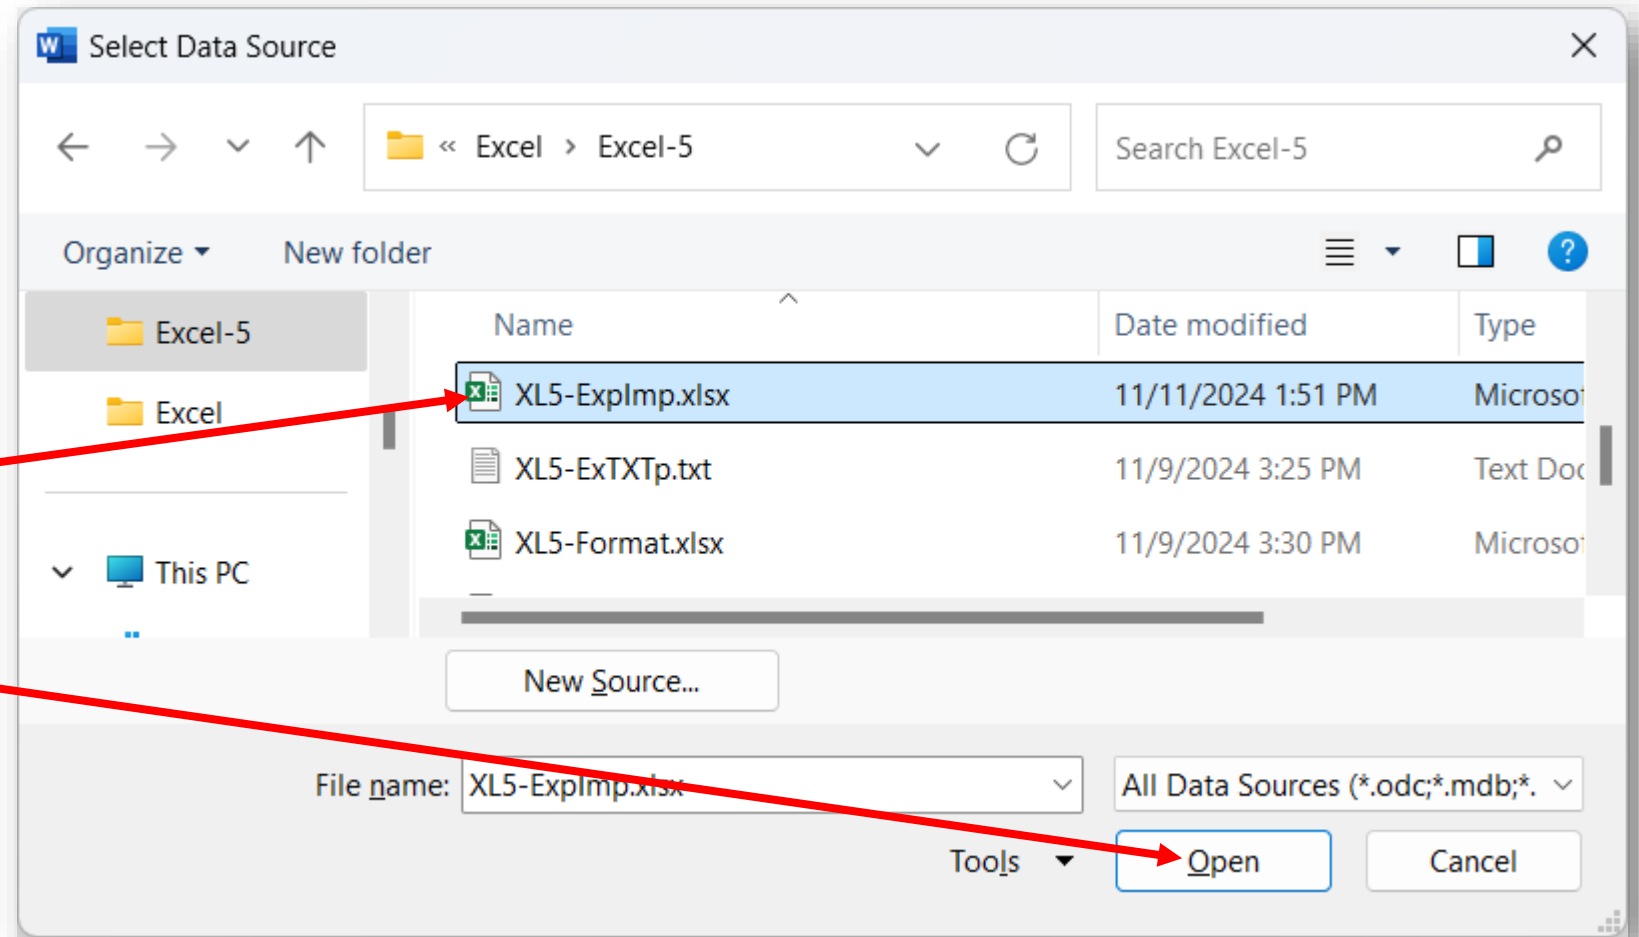 W Select Data Source
« Excel > Excel-5
Search Excel-5
Organize New folder ?
Excel-5
Excel
This PC
Name Date modified Type
XL5-ExpImp.xlsx 11/11/2024 1:51 PM Microsof
XL5-ExTXTp.txt 11/9/2024 3:25 PM Text Doc
XL5-Format.xlsx 11/9/2024 3:30 PM Microsof
New Source...
File name: XL5-ExpImp.xlsx All Data Sources (*.odc;*.mdb;*.
Tools Open Cancel